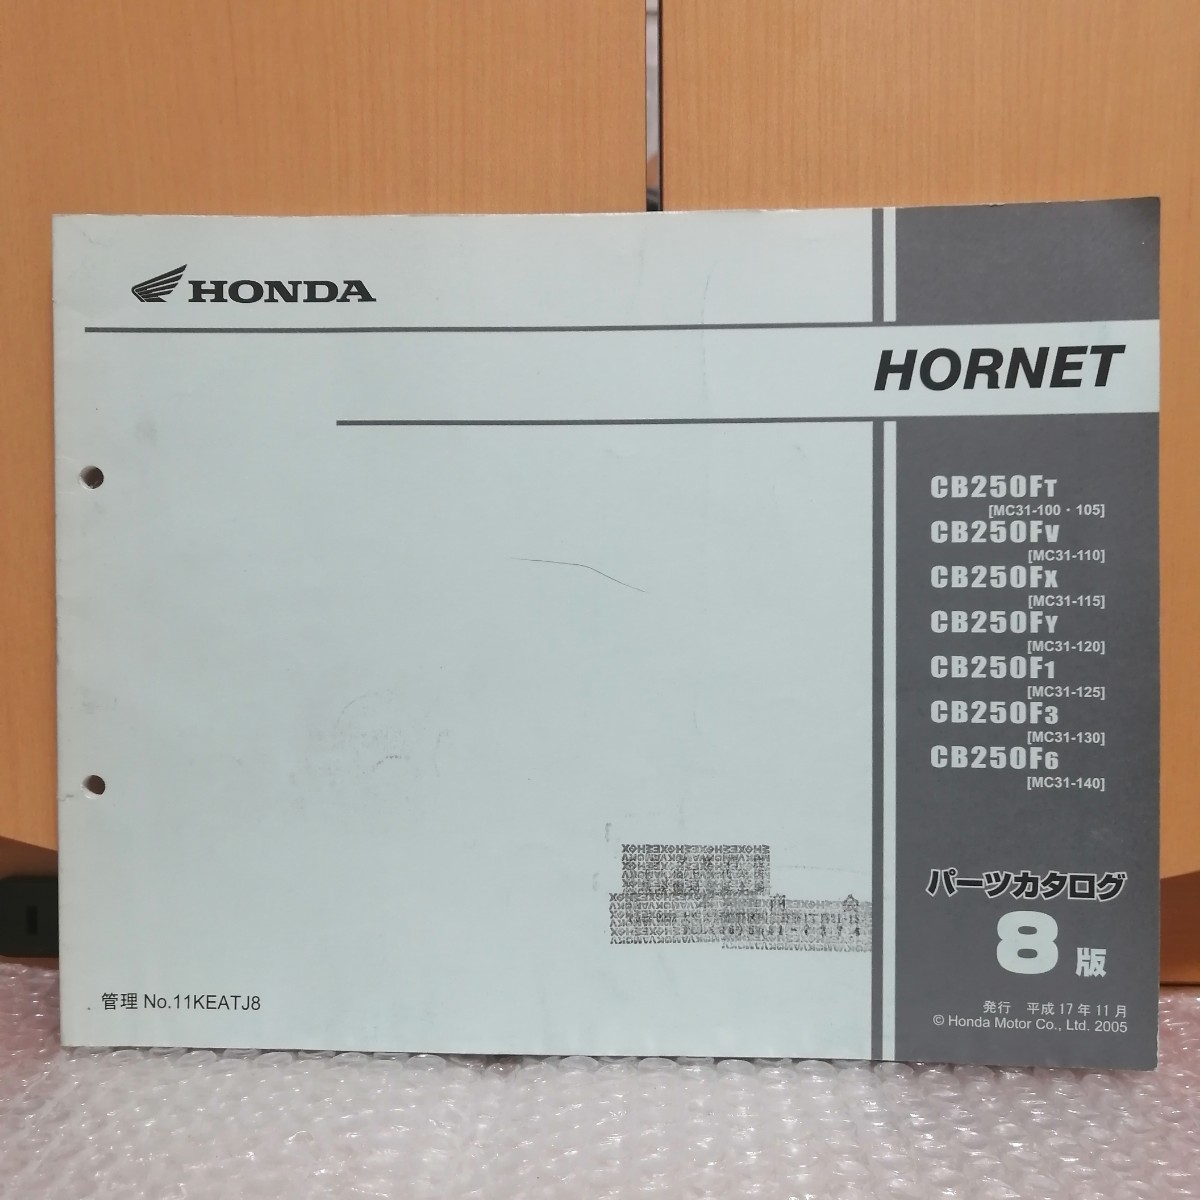 HONDA
HORNET
CB250FT
[MC31-100・105]
CB250FV
[MC31-110]
CB250FX
[MC31-115]
CB250FY
[MC31-120]
CB250F1
[MC31-125]
CB250F3
[MC31-130]
CB250F6
[MC31-140]
パーツカタログ
8 版
発行 平成17年11月
© Honda Motor Co., Ltd. 2005
管理 No.11KEATJ8